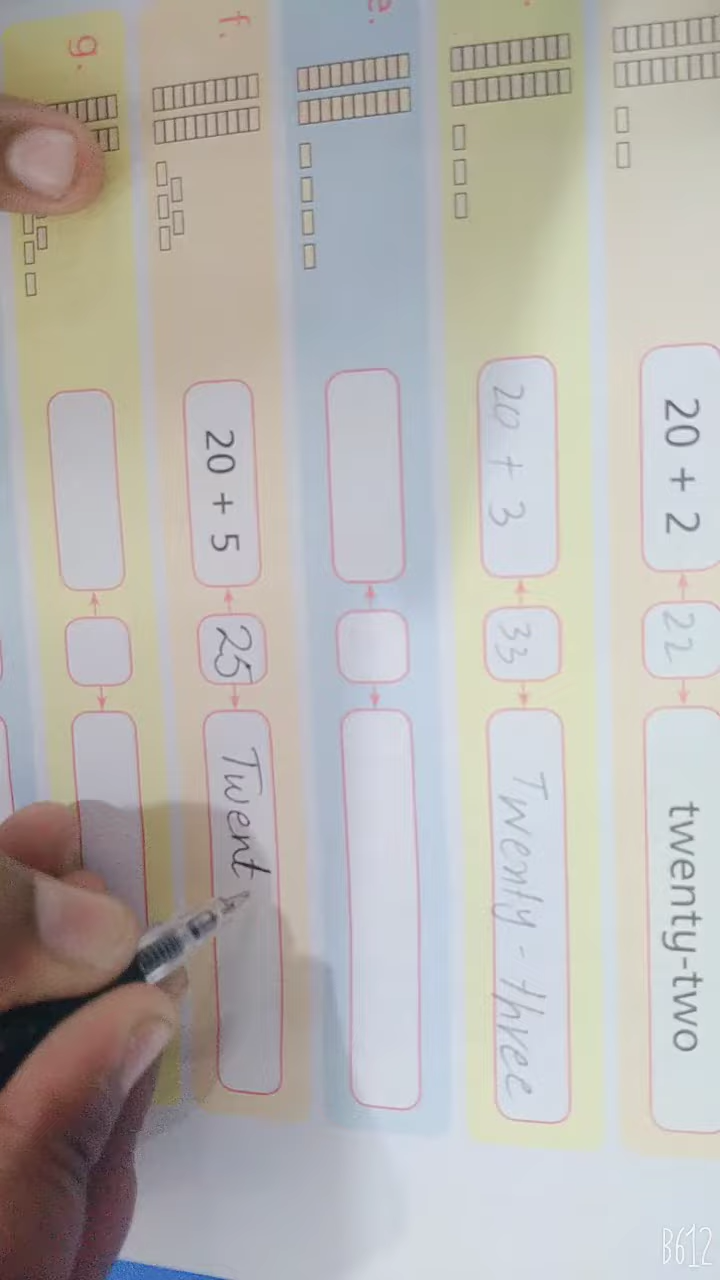 20 + 2 22 twenty-two
20 + 3 33 Twenty-three
e.
f.
20 + 5 25 Twent
g.
B612